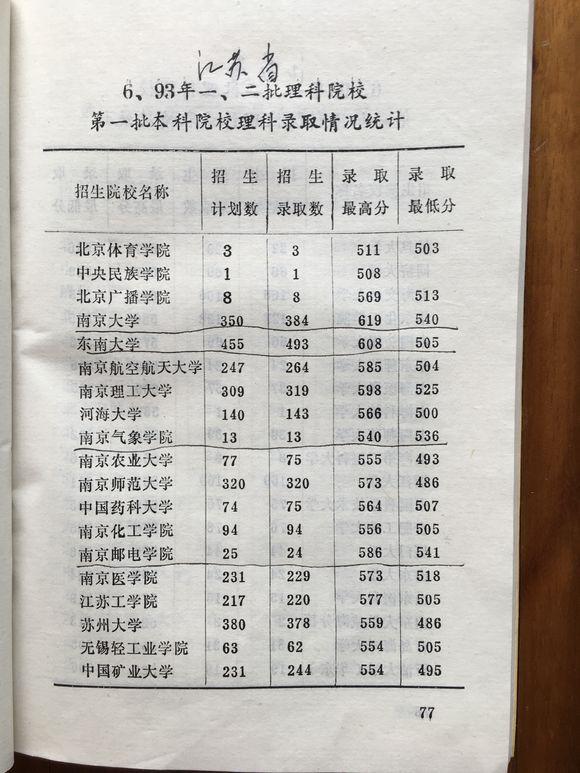 江苏省
6、93年一、二批理科院校
第一批本科院校理科录取情况统计
招生院校名称 招生计划数 招生录取数 录取最高分 录取最低分
北京体育学院 3 3 511 503
中央民族学院 1 1 508
北京广播学院 8 8 569 513
南京大学 350 384 619 540
东南大学 455 493 608 505
南京航空航天大学 247 264 585 504
南京理工大学 309 319 598 525
河海大学 140 143 566 500
南京气象学院 13 13 540 536
南京农业大学 77 75 555 493
南京师范大学 320 320 573 486
中国药科大学 74 75 564 507
南京化工学院 94 94 556 505
南京邮电学院 25 24 586 541
南京医学院 231 229 573 518
江苏工学院 217 220 577 505
苏州大学 380 378 559 486
无锡轻工业学院 63 62 554 505
中国矿业大学 231 244 554 495
77